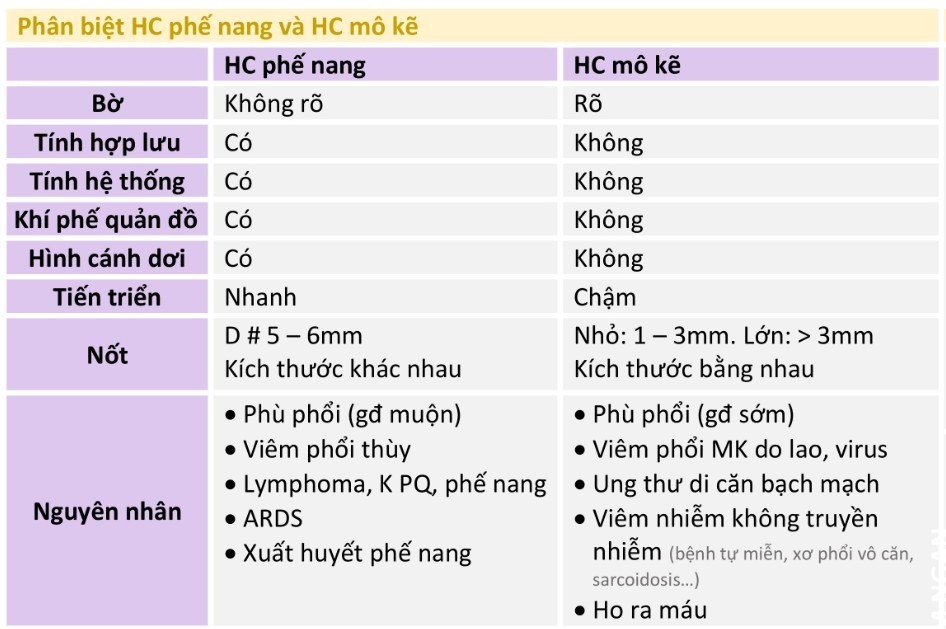 Phân biệt HC phế nang và HC mô kẽ
HC phế nang HC mô kẽ
Bờ Không rõ Rõ
Tính hợp lưu Có Không
Tính hệ thống Có Không
Khí phế quản đồ Có Không
Hình cánh dơi Có Không
Tiến triển Nhanh Chậm
Nốt
D # 5 – 6mm
Kích thước khác nhau
Nhỏ: 1 – 3mm. Lớn: > 3mm
Kích thước bằng nhau
Nguyên nhân
• Phù phổi (gđ muộn)
• Viêm phổi thùy
• Lymphoma, K PQ, phế nang
• ARDS
• Xuất huyết phế nang
• Phù phổi (gđ sớm)
• Viêm phổi MK do lao, virus
• Ung thư di căn bạch mạch
• Viêm nhiễm không truyền
nhiễm (bệnh tự miễn, xơ phổi vô căn,
sarcoidosis...)
• Ho ra máu